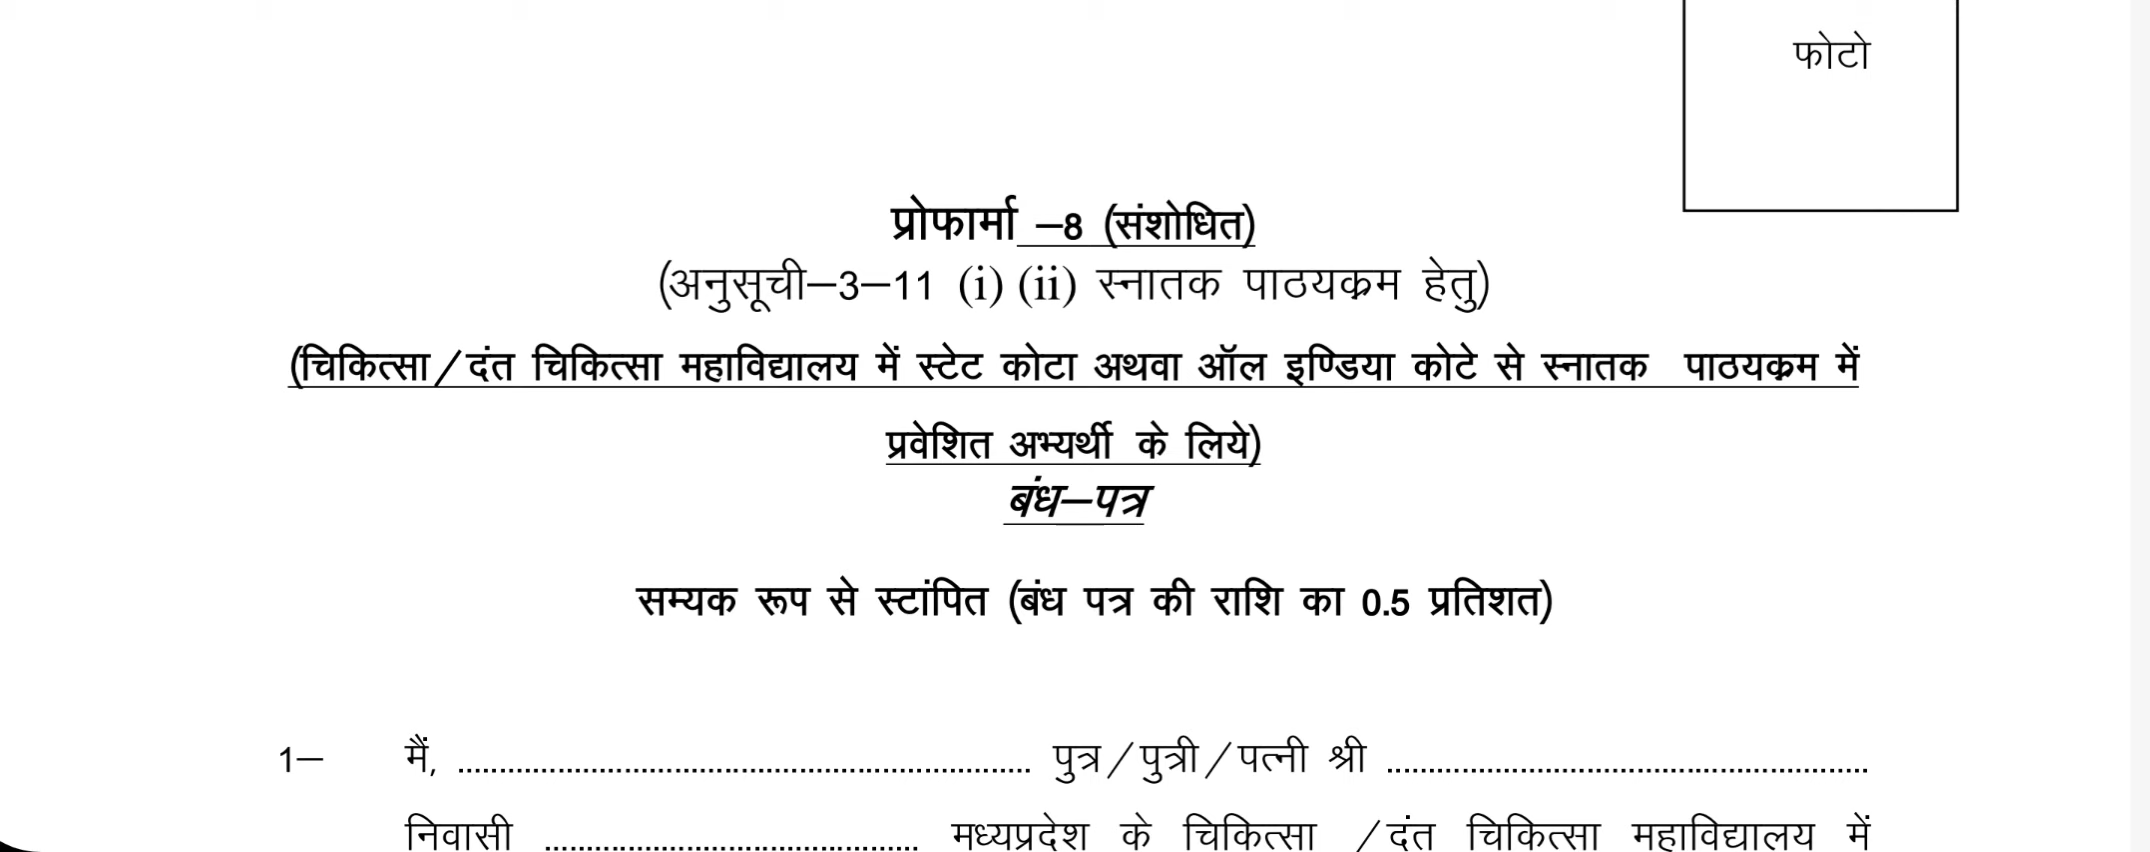 फोटो
प्रोफार्मा –8 (संशोधित)
(अनुसूची–3–11 (i) (ii) स्नातक पाठयक्रम हेतु)
(चिकित्सा/दंत चिकित्सा महाविद्यालय में स्टेट कोटा अथवा ऑल इण्डिया कोटे से स्नातक पाठयक्रम में
प्रवेशित अभ्यर्थी के लिये)
बंध–पत्र
सम्यक रूप से स्टांपित (बंध पत्र की राशि का 0.5 प्रतिशत)
1– मैं, ..................................................................... पुत्र/पुत्री/पत्नी श्री ..........................................................
निवासी ............................................. मध्यप्रदेश के चिकित्सा /दंत चिकित्सा महाविद्यालय में